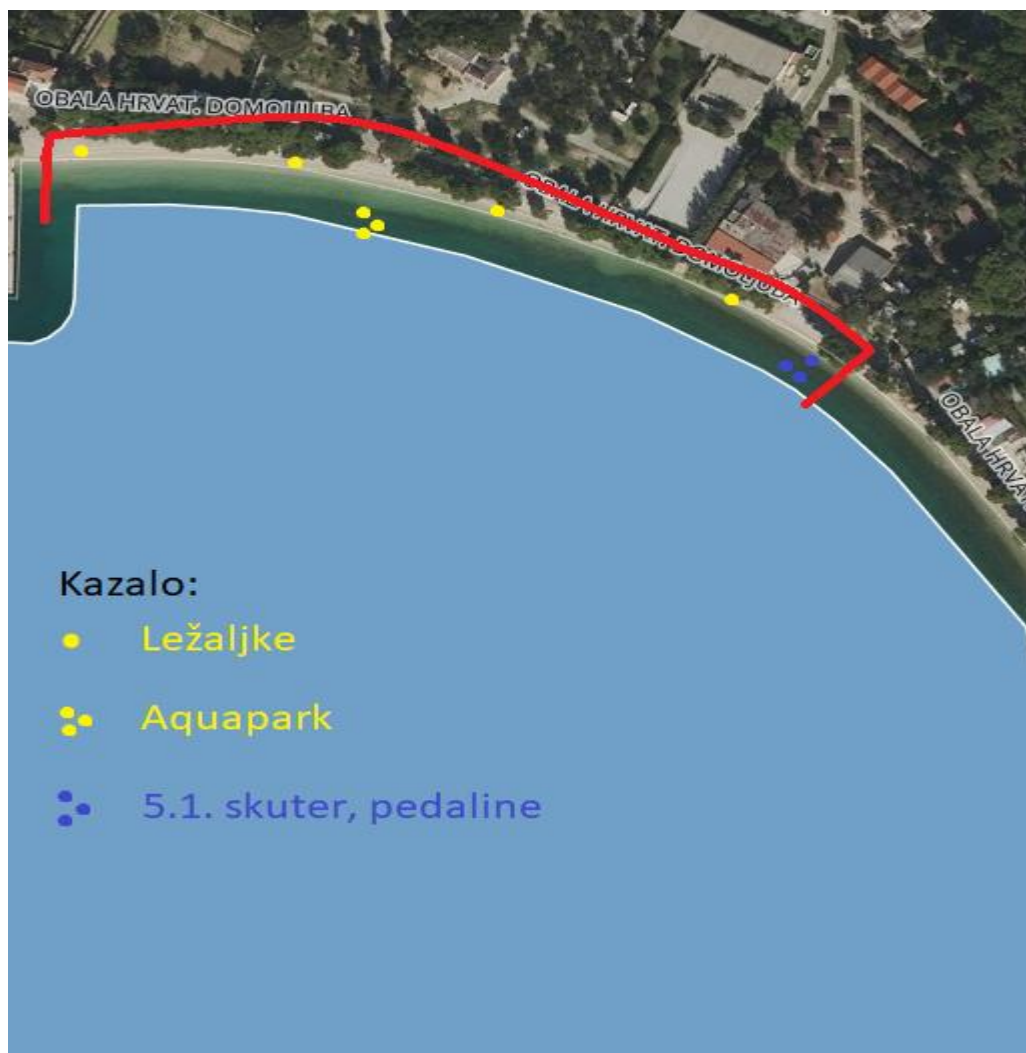 OBALA HRVAT. DOMOLJUBA
OBALA HRVAT. DOMOLJUBA
OBALA HRVAT
Kazalo:
Ležaljke
Aquapark
5.1. skuter, pedaline